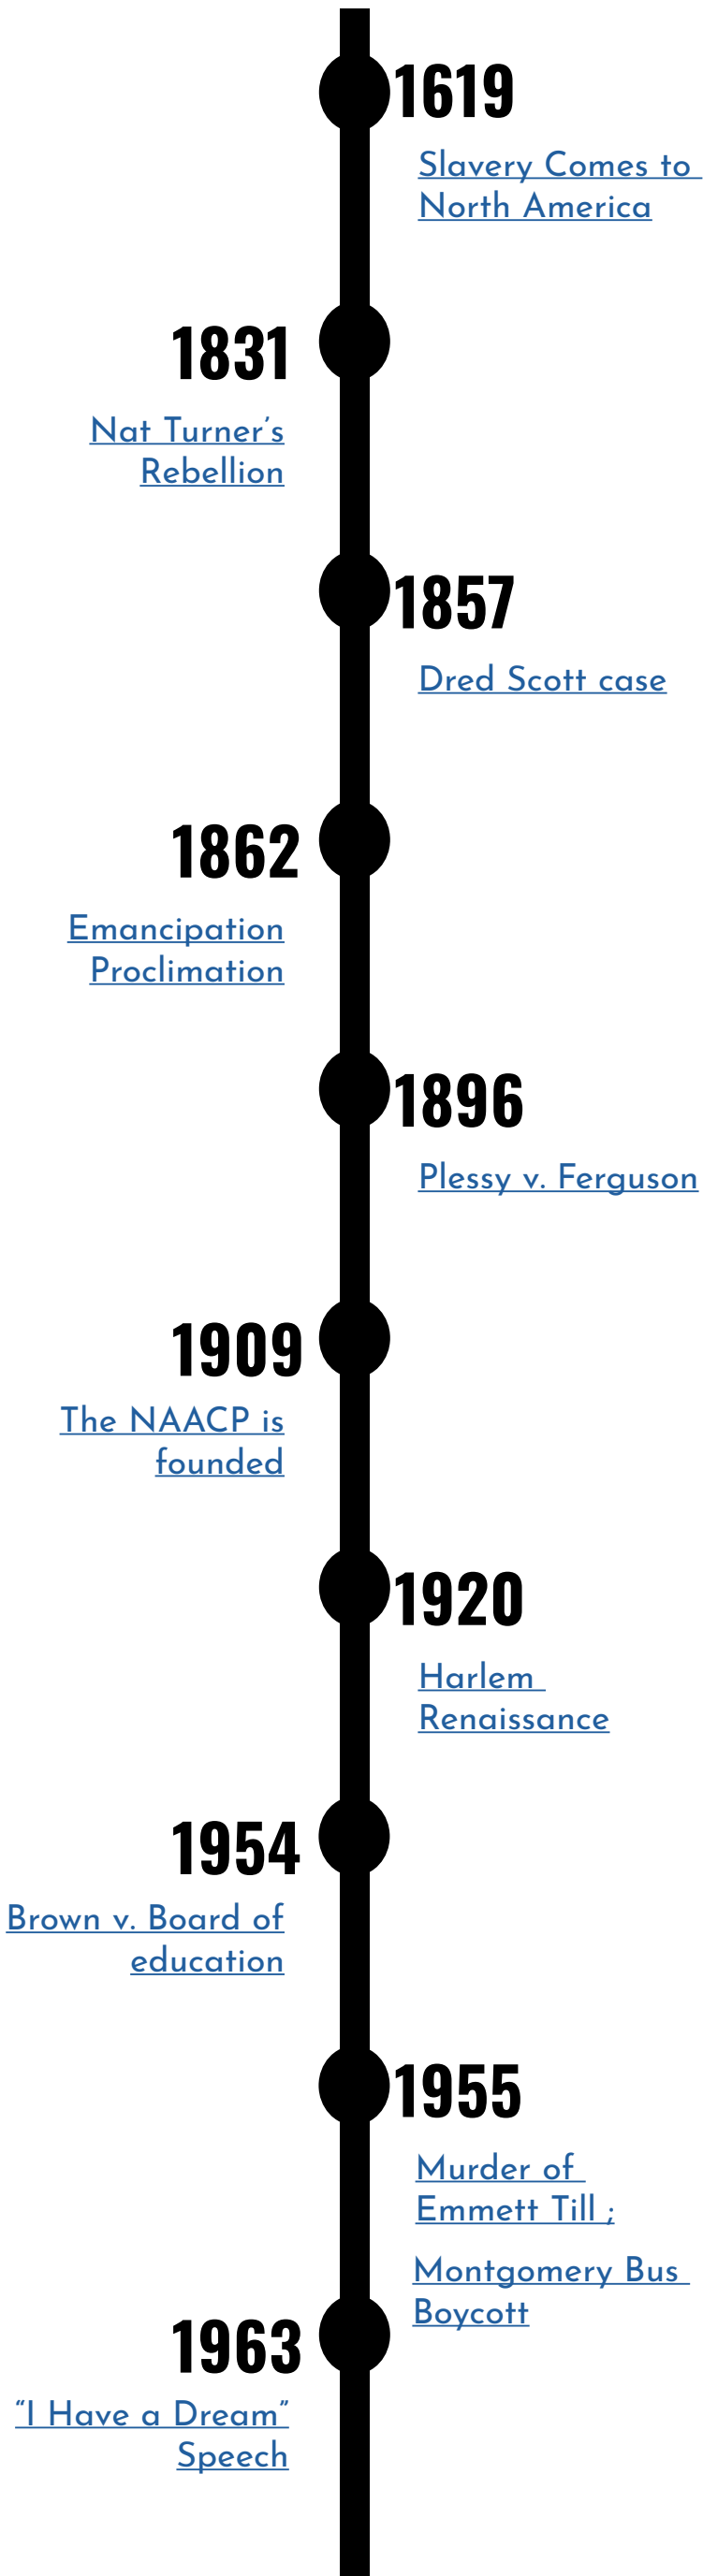 1619
Slavery Comes to
North America
1831
Nat Turner’s
Rebellion
1857
Dred Scott case
1862
Emancipation
Proclimation
1896
Plessy v. Ferguson
1909
The NAACP is
founded
1920
Harlem
Renaissance
1954
Brown v. Board of
education
1955
Murder of
Emmett Till ;
Montgomery Bus
Boycott
1963
“I Have a Dream”
Speech